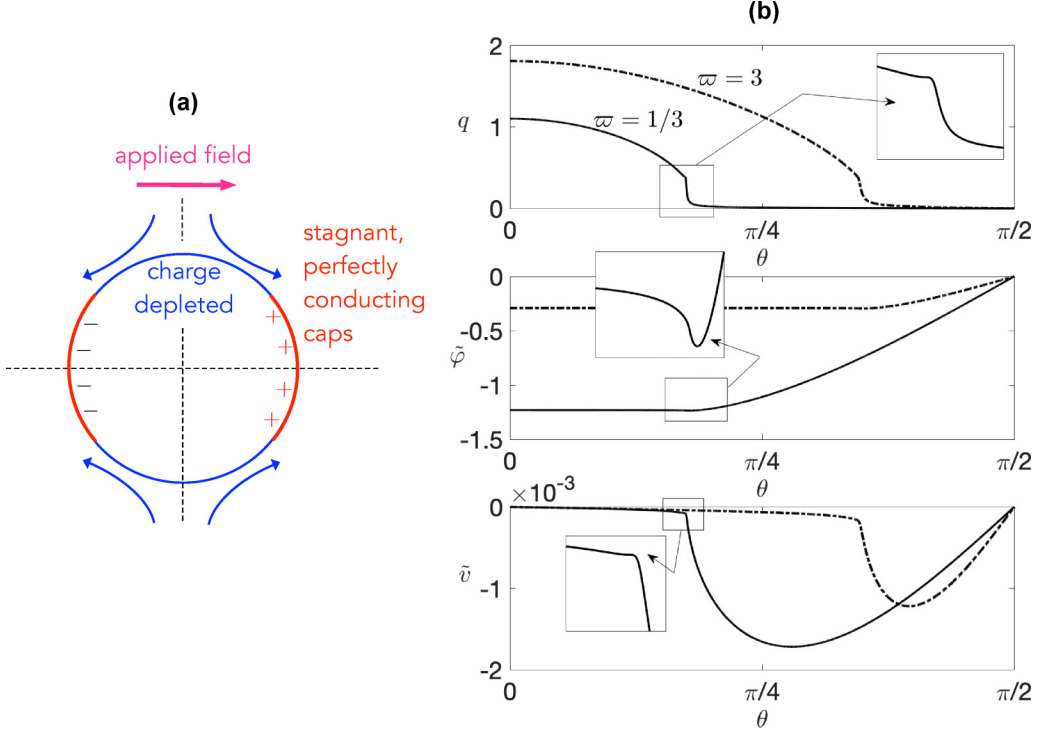 (a)
applied field
charge
depleted
stagnant,
perfectly
conducting
caps
− − − −
+ + + +
(b)
2
1
0
q
ϖ = 3
ϖ = 1/3
0 π/4 π/2
θ
0
-0.5
-1
-1.5
φ̃
0 π/4 π/2
θ
×10⁻³
0
-1
-2
ṽ
0 π/4 π/2
θ